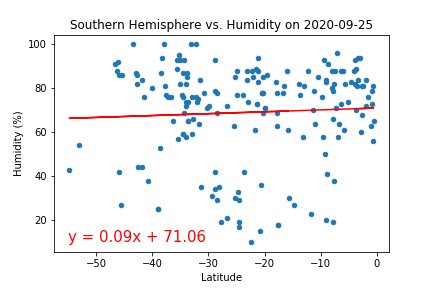 Southern Hemisphere vs. Humidity on 2020-09-25
100
80
60
40
20
Humidity (%)
y = 0.09x + 71.06
−50 −40 −30 −20 −10 0
Latitude